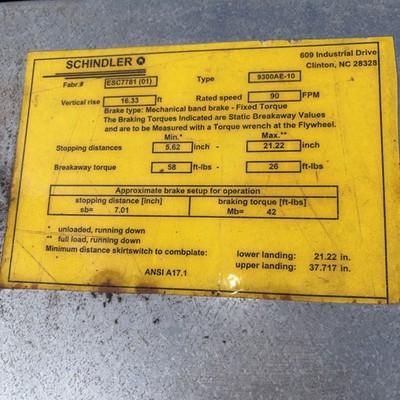 SCHINDLER
609 Industrial Drive
Clinton, NC 28328
Fabr.# ESC7781 (01) Type 9300AE-10
Vertical rise 16.33 ft Rated speed 90 FPM
Brake type: Mechanical band brake - Fixed Torque
The Braking Torques Indicated are Static Breakaway Values
and are to be Measured with a Torque wrench at the Flywheel.
Min.* Max.**
Stopping distances 5.62 inch - 21.22 inch
Breakaway torque 58 ft-lbs - 26 ft-lbs
Approximate brake setup for operation
stopping distance [inch] braking torque [ft-lbs]
sb= 7.01 Mb= 42
* unloaded, running down
** full load, running down
Minimum distance skirtswitch to combplate: lower landing: 21.22 in.
upper landing: 37.717 in.
ANSI A17.1